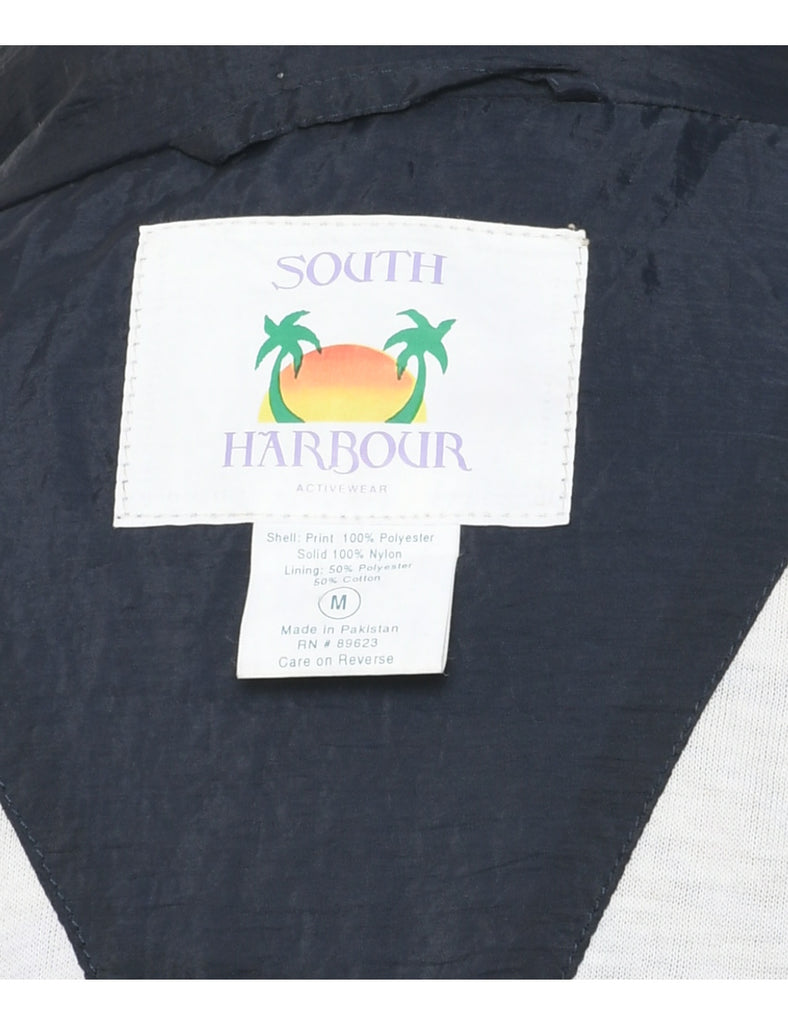 SOUTH
HARBOUR
ACTIVEWEAR
Shell: Print 100% Polyester
Solid 100% Nylon
Lining: 50% Polyester
50% Cotton
M
Made in Pakistan
RN # 89623
Care on Reverse